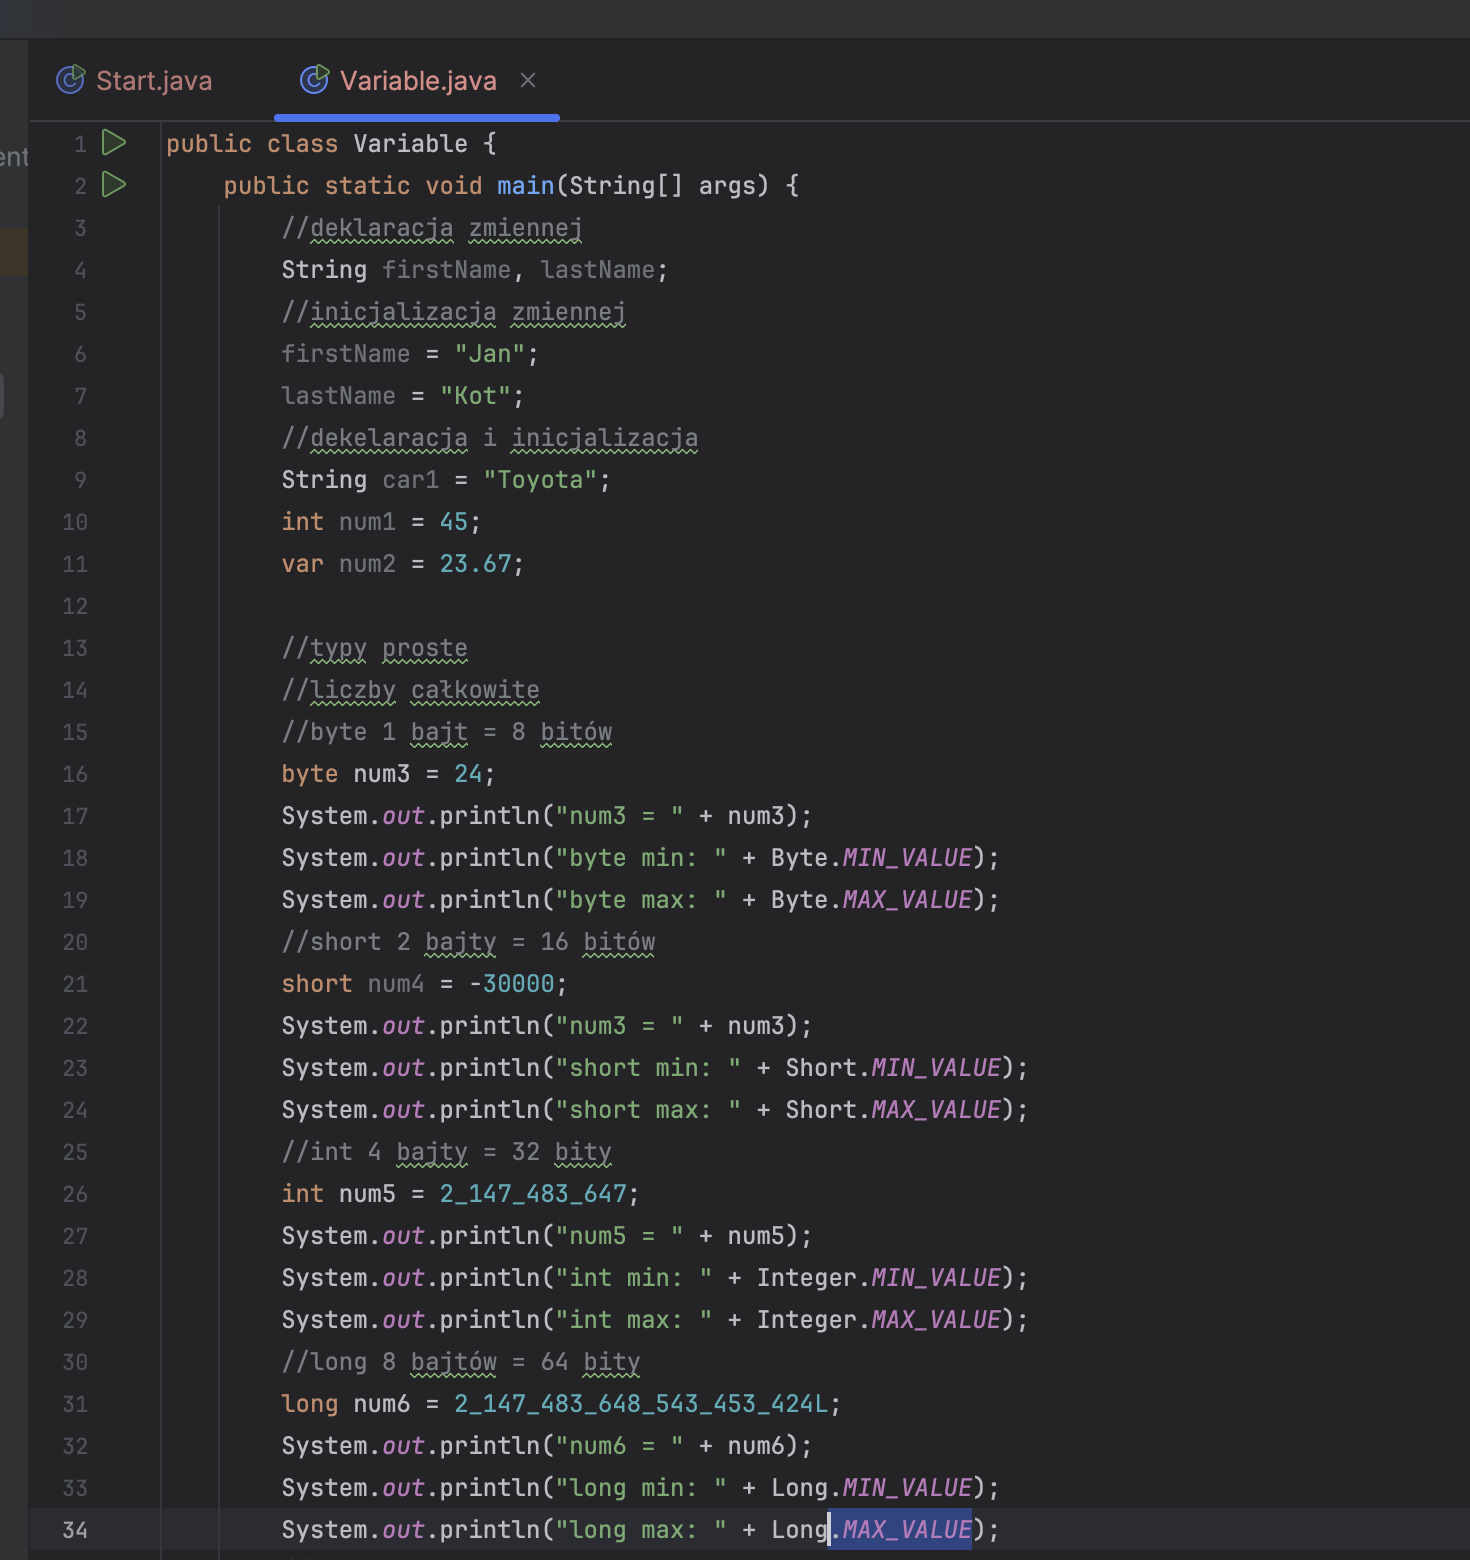 Start.java
Variable.java
ent
1 public class Variable {
2 public static void main(String[] args) {
3 //deklaracja zmiennej
4 String firstName, lastName;
5 //inicjalizacja zmiennej
6 firstName = "Jan";
7 lastName = "Kot";
8 //dekelaracja i inicjalizacja
9 String car1 = "Toyota";
10 int num1 = 45;
11 var num2 = 23.67;
12
13 //typy proste
14 //liczby całkowite
15 //byte 1 bajt = 8 bitów
16 byte num3 = 24;
17 System.out.println("num3 = " + num3);
18 System.out.println("byte min: " + Byte.MIN_VALUE);
19 System.out.println("byte max: " + Byte.MAX_VALUE);
20 //short 2 bajty = 16 bitów
21 short num4 = -30000;
22 System.out.println("num3 = " + num3);
23 System.out.println("short min: " + Short.MIN_VALUE);
24 System.out.println("short max: " + Short.MAX_VALUE);
25 //int 4 bajty = 32 bity
26 int num5 = 2_147_483_647;
27 System.out.println("num5 = " + num5);
28 System.out.println("int min: " + Integer.MIN_VALUE);
29 System.out.println("int max: " + Integer.MAX_VALUE);
30 //long 8 bajtów = 64 bity
31 long num6 = 2_147_483_648_543_453_424L;
32 System.out.println("num6 = " + num6);
33 System.out.println("long min: " + Long.MIN_VALUE);
34 System.out.println("long max: " + Long.MAX_VALUE);